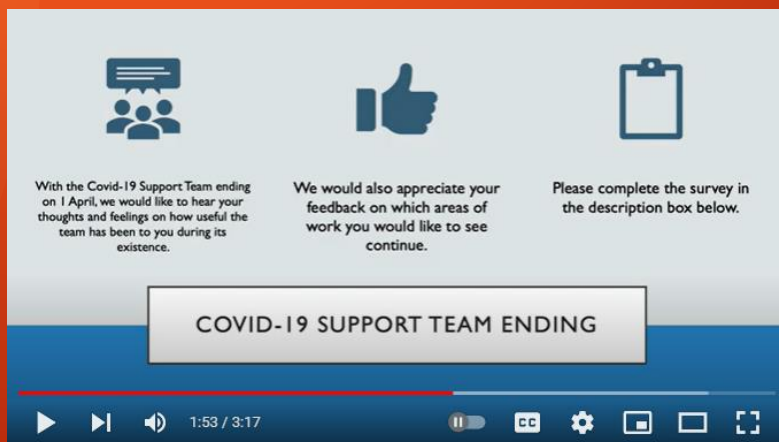 With the Covid-19 Support Team ending
on 1 April, we would like to hear your
thoughts and feelings on how useful the
team has been to you during its
existence.
We would also appreciate your
feedback on which areas of
work you would like to see
continue.
Please complete the survey in
the description box below.
COVID-19 SUPPORT TEAM ENDING
1:53 / 3:17
CC